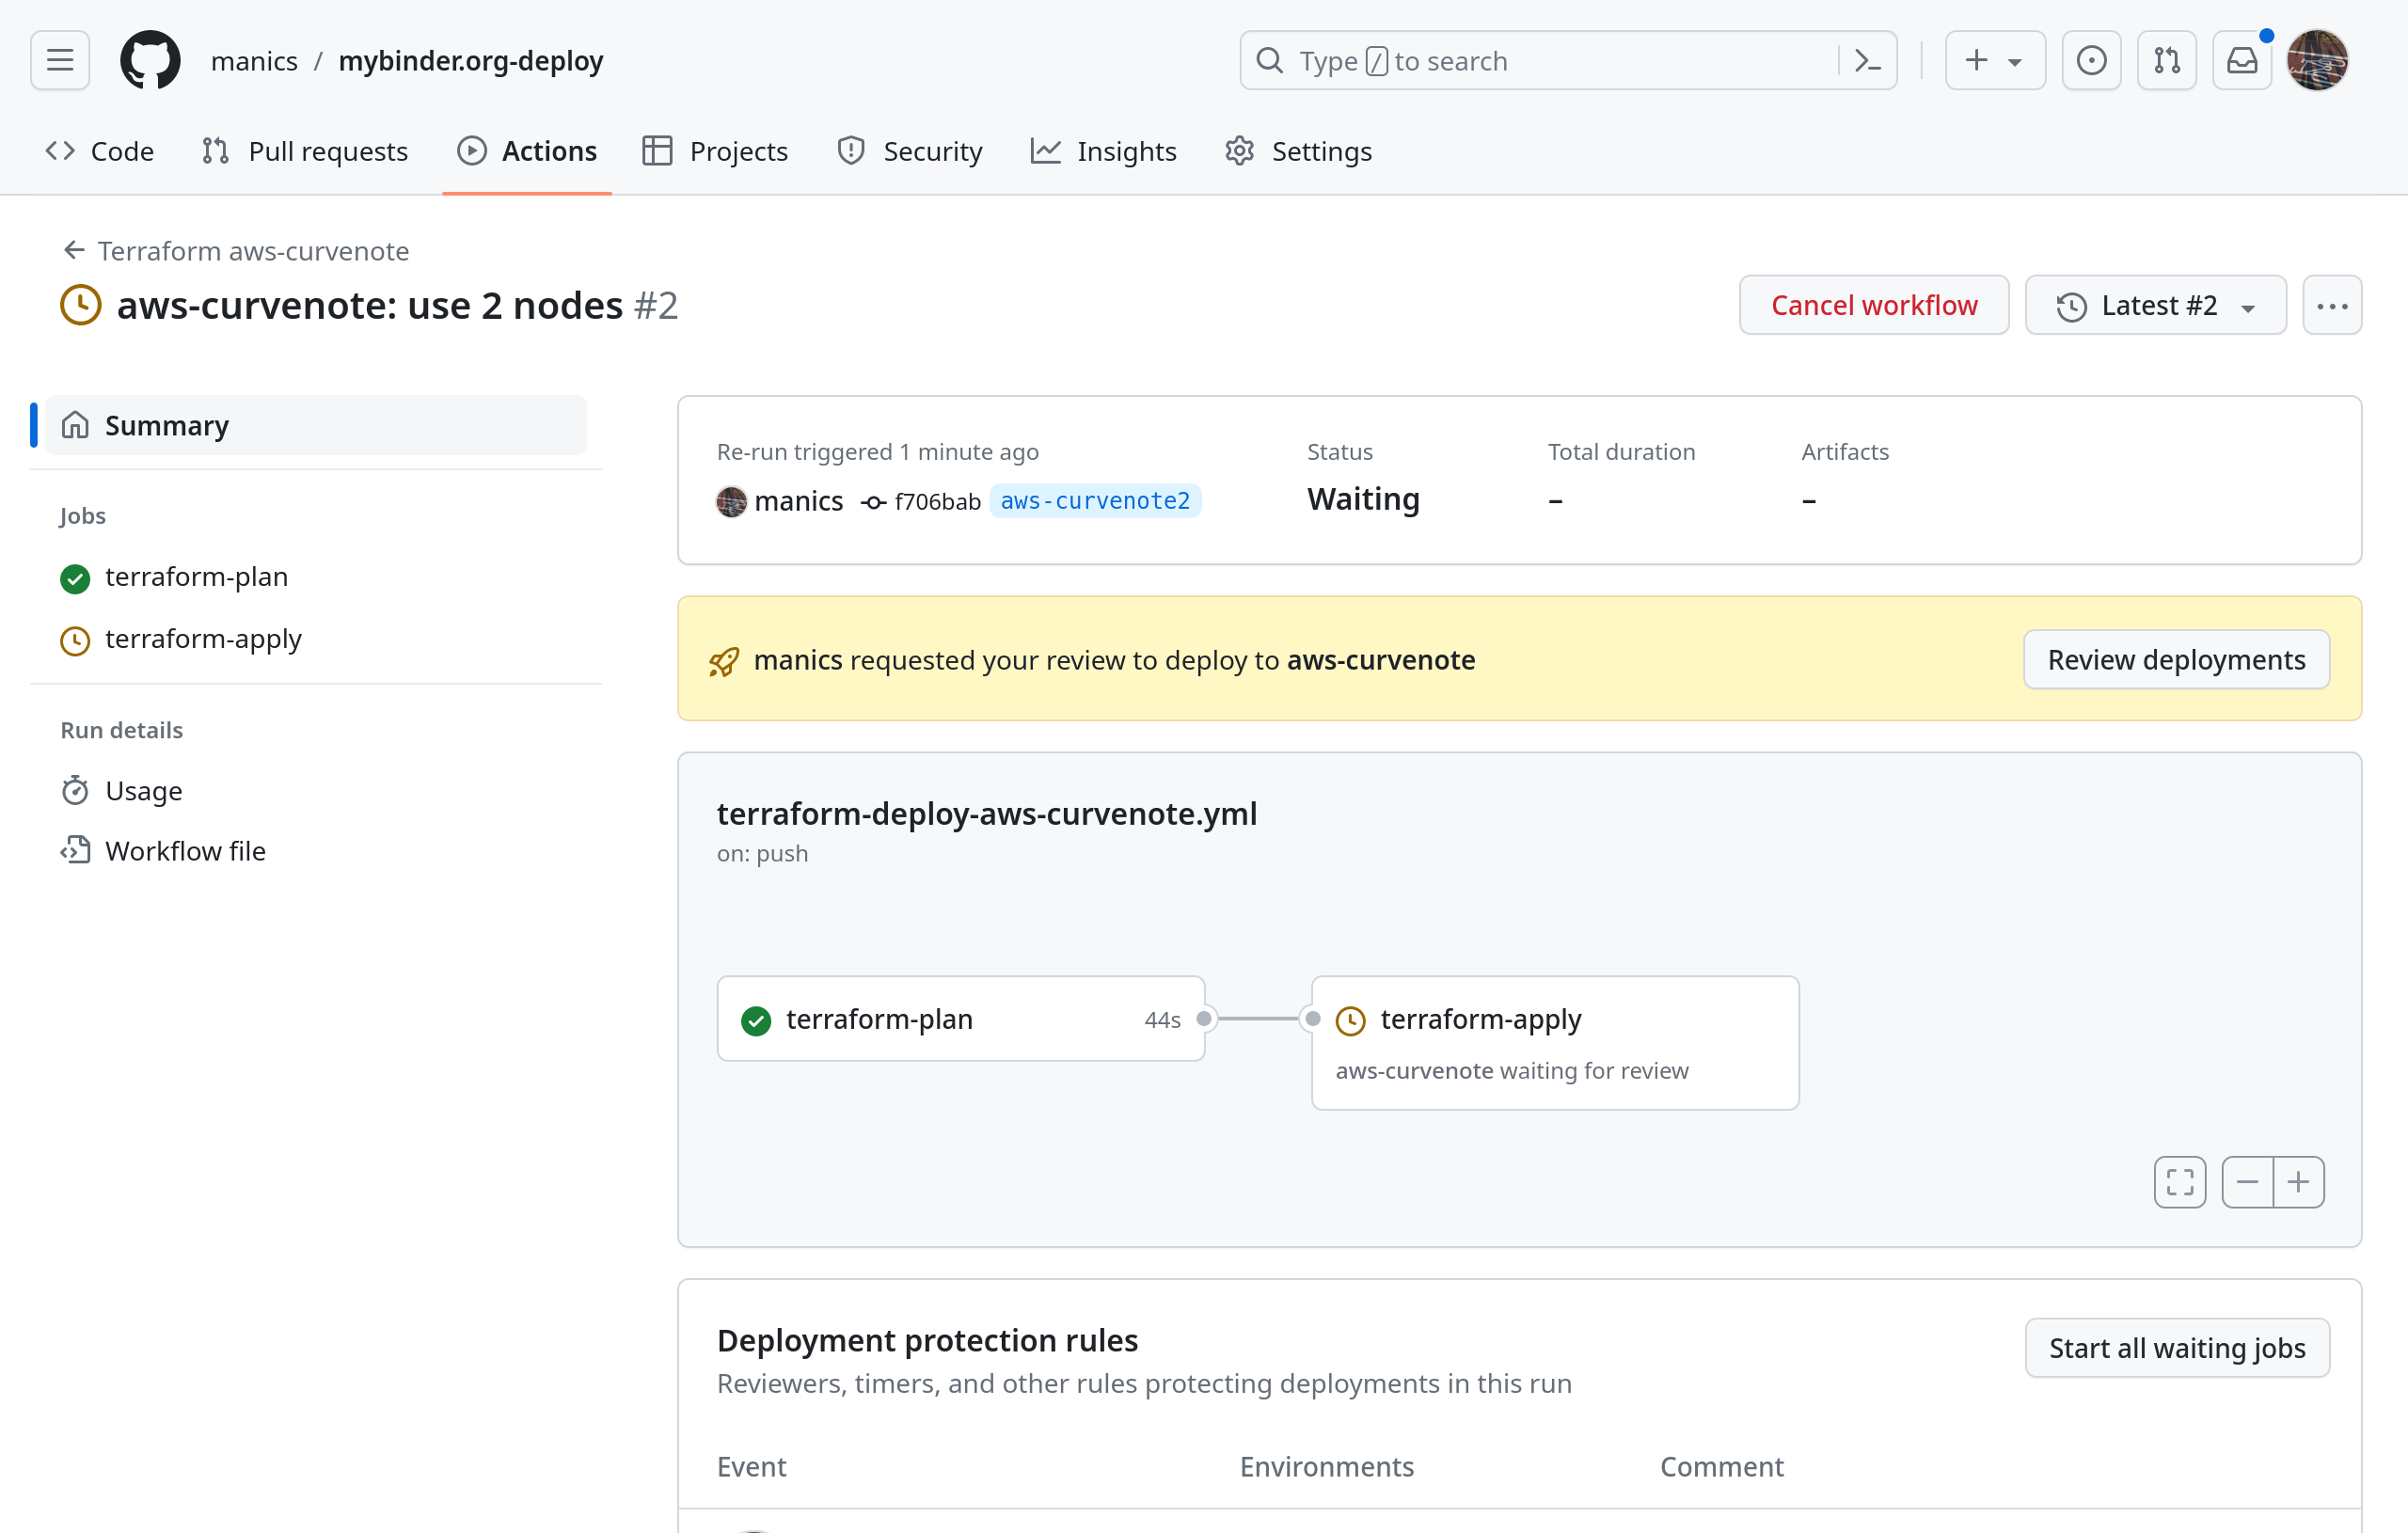 manics / mybinder.org-deploy
Type / to search
Code
Pull requests
Actions
Projects
Security
Insights
Settings
Terraform aws-curvenote
aws-curvenote: use 2 nodes #2
Cancel workflow
Latest #2
Summary
Jobs
terraform-plan
terraform-apply
Run details
Usage
Workflow file
Re-run triggered 1 minute ago
manics f706bab aws-curvenote2
Status
Waiting
Total duration
–
Artifacts
–
manics requested your review to deploy to aws-curvenote
Review deployments
terraform-deploy-aws-curvenote.yml
on: push
terraform-plan 44s
terraform-apply
aws-curvenote waiting for review
Deployment protection rules
Reviewers, timers, and other rules protecting deployments in this run
Start all waiting jobs
Event Environments Comment